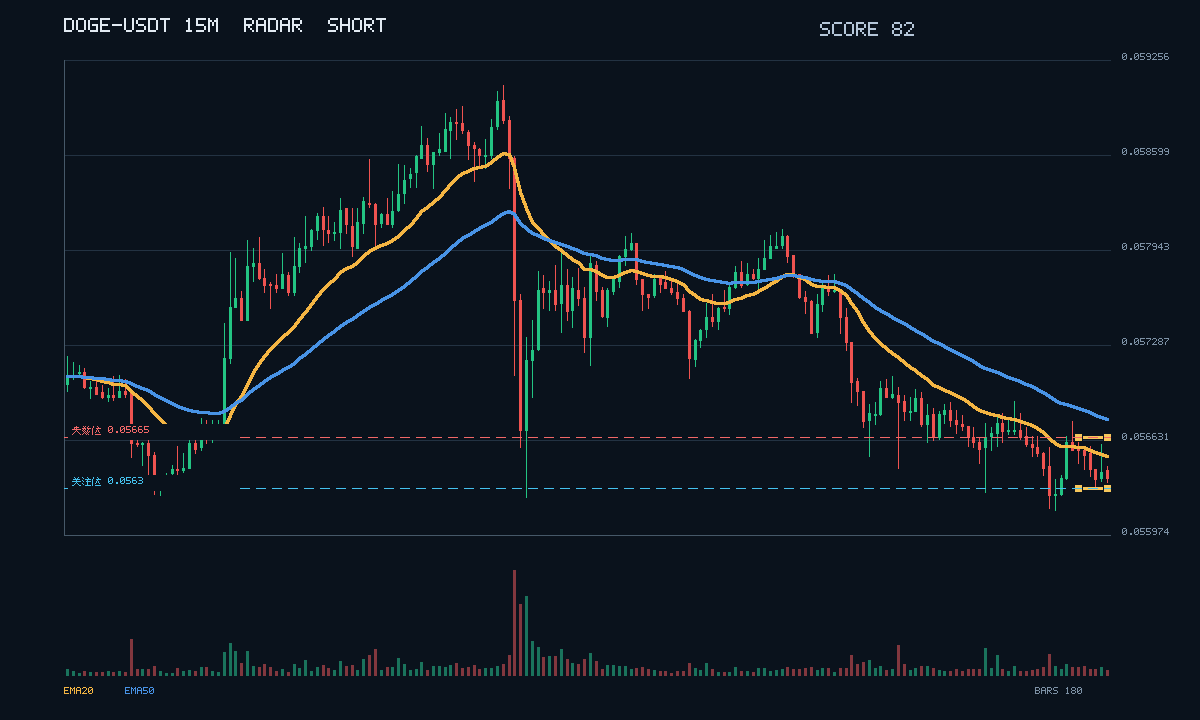 DOGE-USDT 15M RADAR SHORT
SCORE 82
0.059256
0.058599
0.057943
0.057287
失效位 0.05665
0.056631
关注位 0.0563
0.055974
EMA20 EMA50
BARS 180